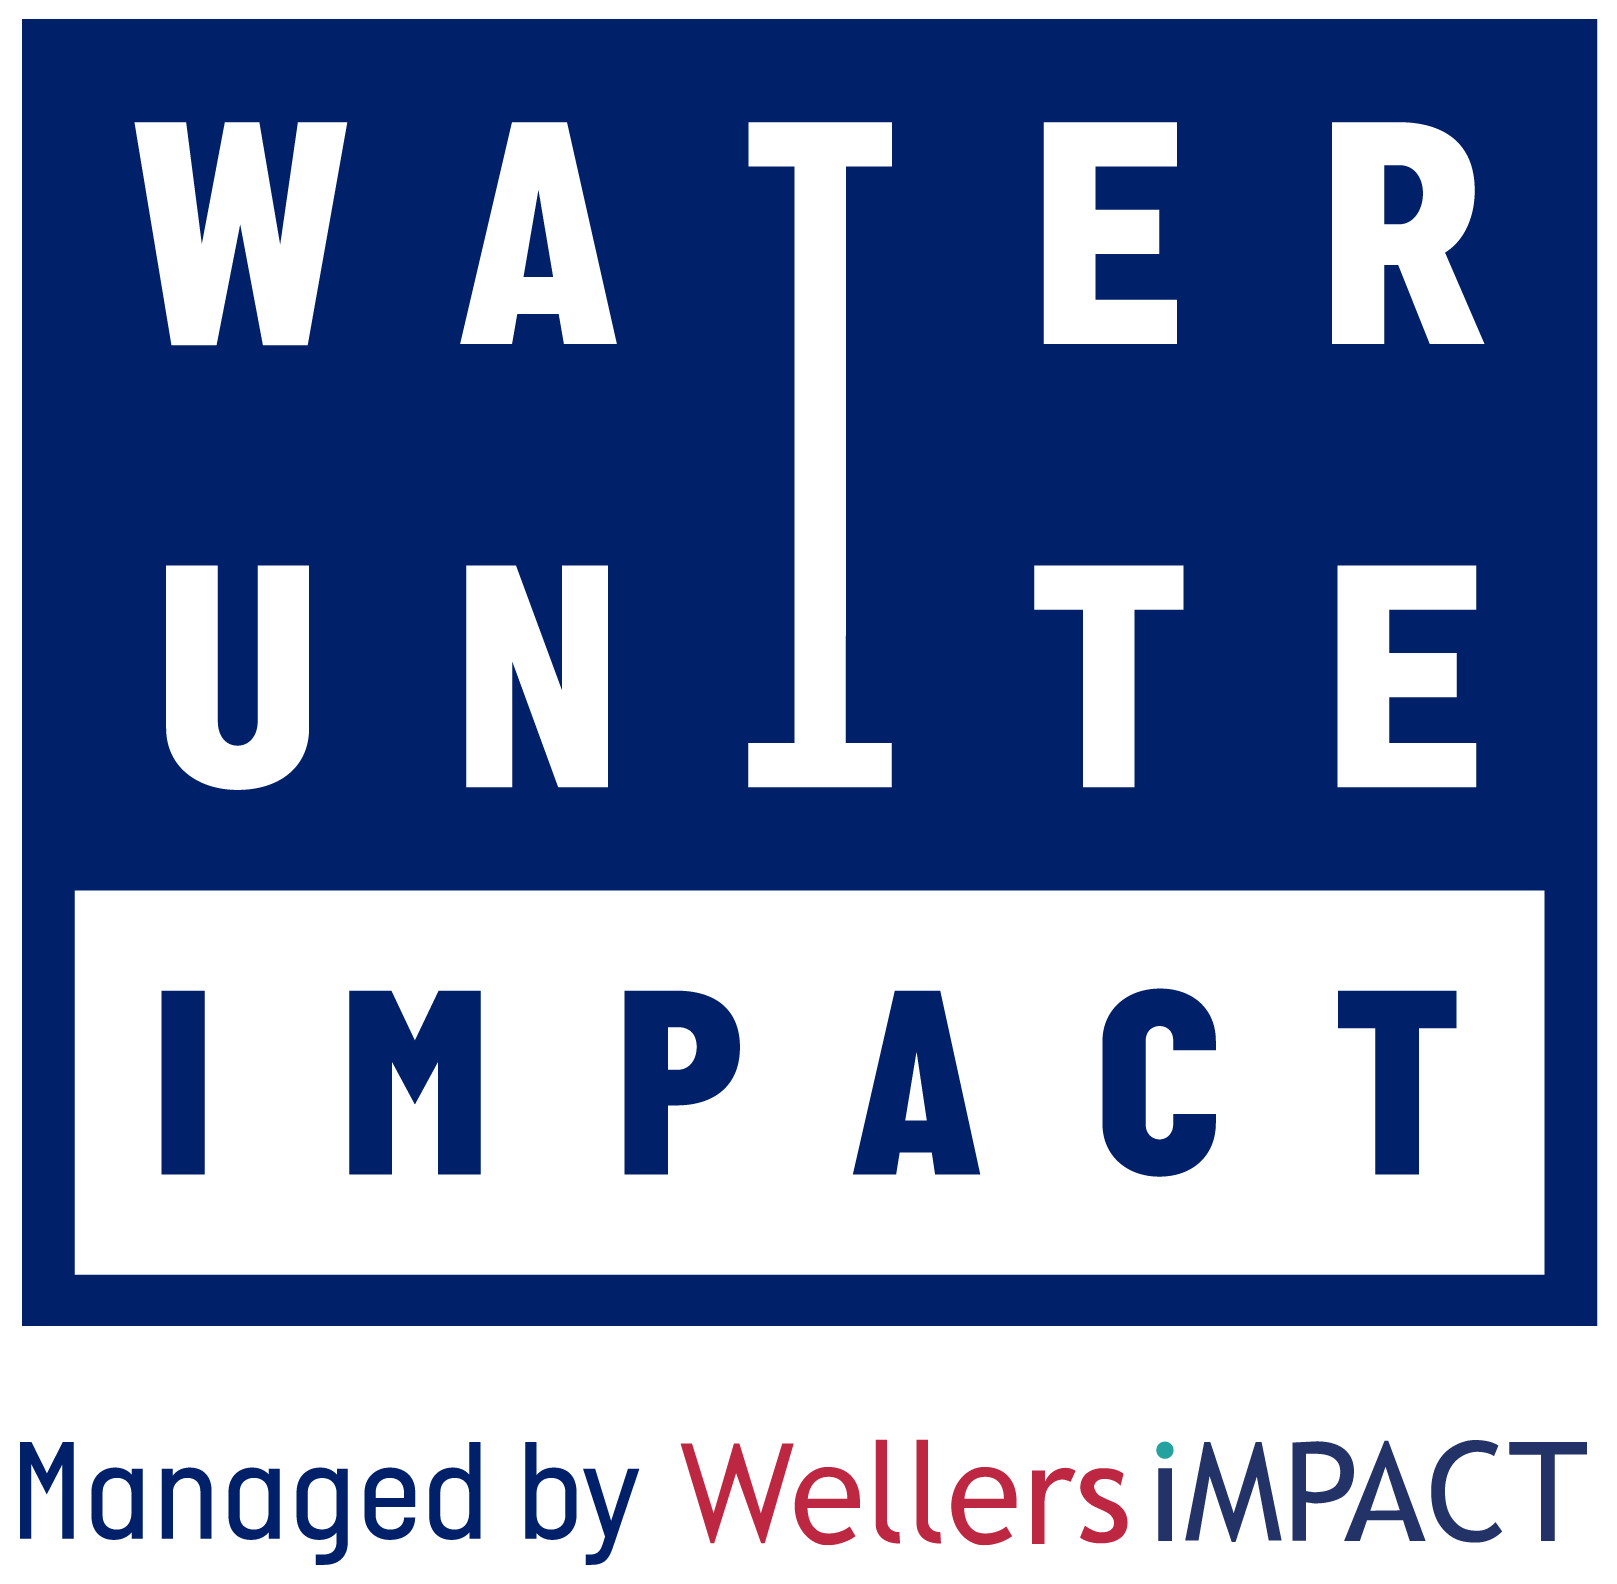 WATER
UNITE
IMPACT
Managed by Wellers iMPACT